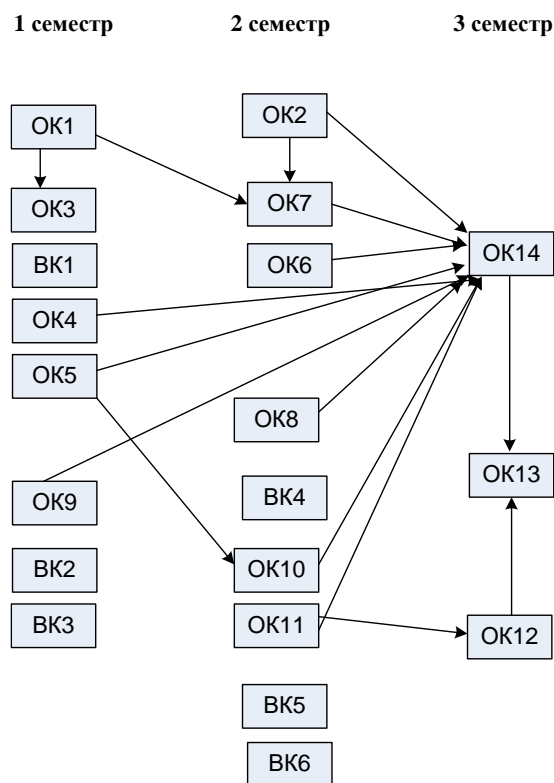 1 семестр
2 семестр
3 семестр
ОК1
ОК3
ВК1
ОК4
ОК5
ОК9
ВК2
ВК3
ОК2
ОК7
ОК6
ОК8
ВК4
ОК10
ОК11
ВК5
ВК6
ОК14
ОК13
ОК12